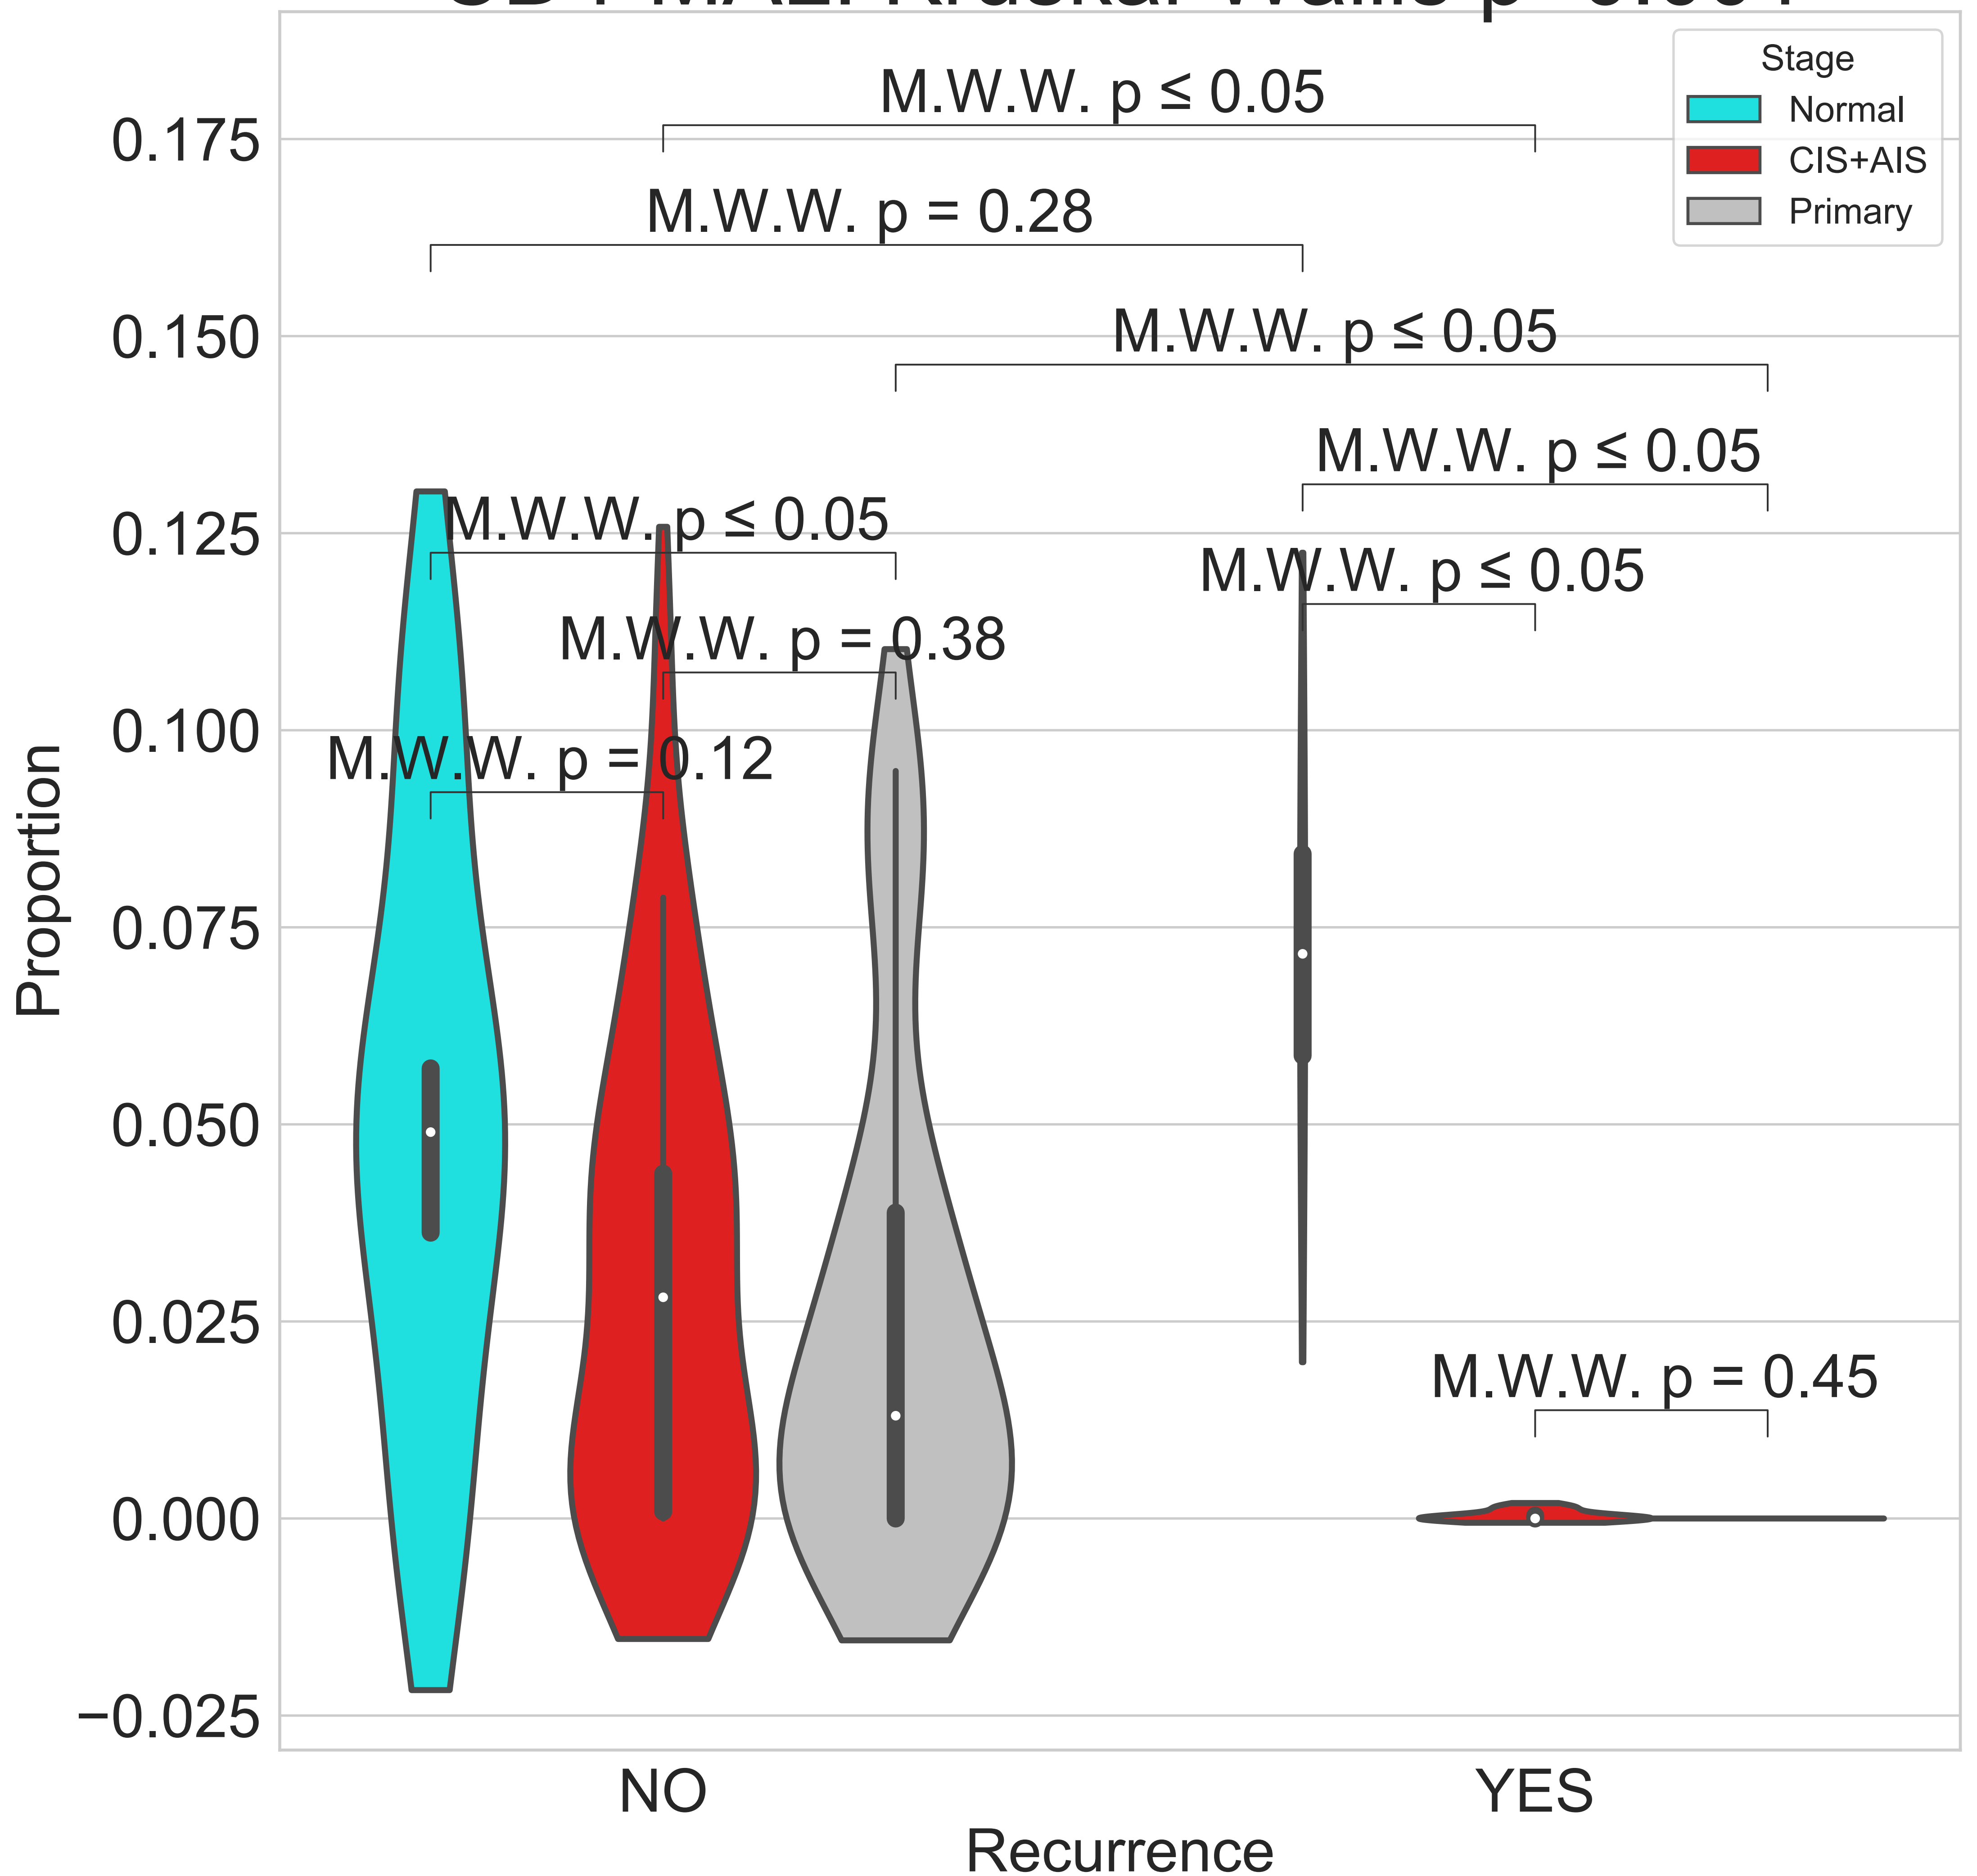 Stage
Normal
CIS+AIS
Primary
M.W.W. p ≤ 0.05
M.W.W. p = 0.28
M.W.W. p ≤ 0.05
M.W.W. p ≤ 0.05
M.W.W. p ≤ 0.05
M.W.W. p ≤ 0.05
M.W.W. p = 0.38
M.W.W. p = 0.12
M.W.W. p = 0.45
0.175
0.150
0.125
0.100
0.075
0.050
0.025
0.000
−0.025
Proportion
NO
YES
Recurrence